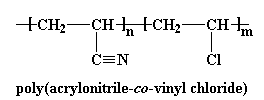 CH₂—CH n CH₂—CH m
C≡N Cl
poly(acrylonitrile-co-vinyl chloride)